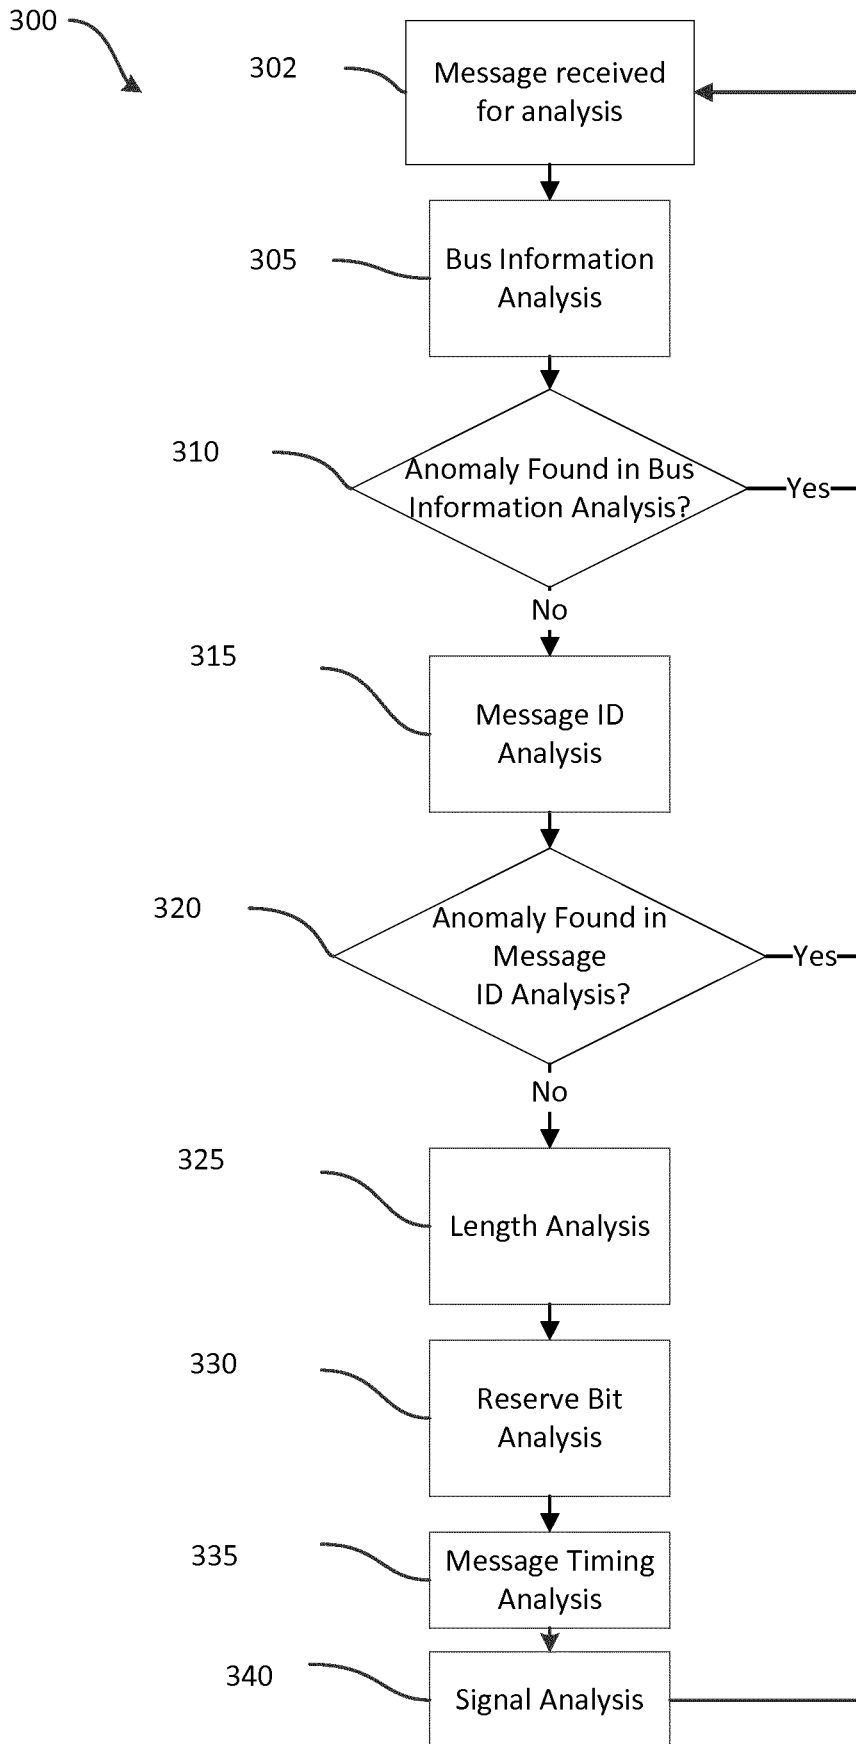 300
302
Message received
for analysis
305
Bus Information
Analysis
310
Anomaly Found in Bus
Information Analysis?
Yes
No
315
Message ID
Analysis
320
Anomaly Found in
Message
ID Analysis?
Yes
No
325
Length Analysis
330
Reserve Bit
Analysis
335
Message Timing
Analysis
340
Signal Analysis